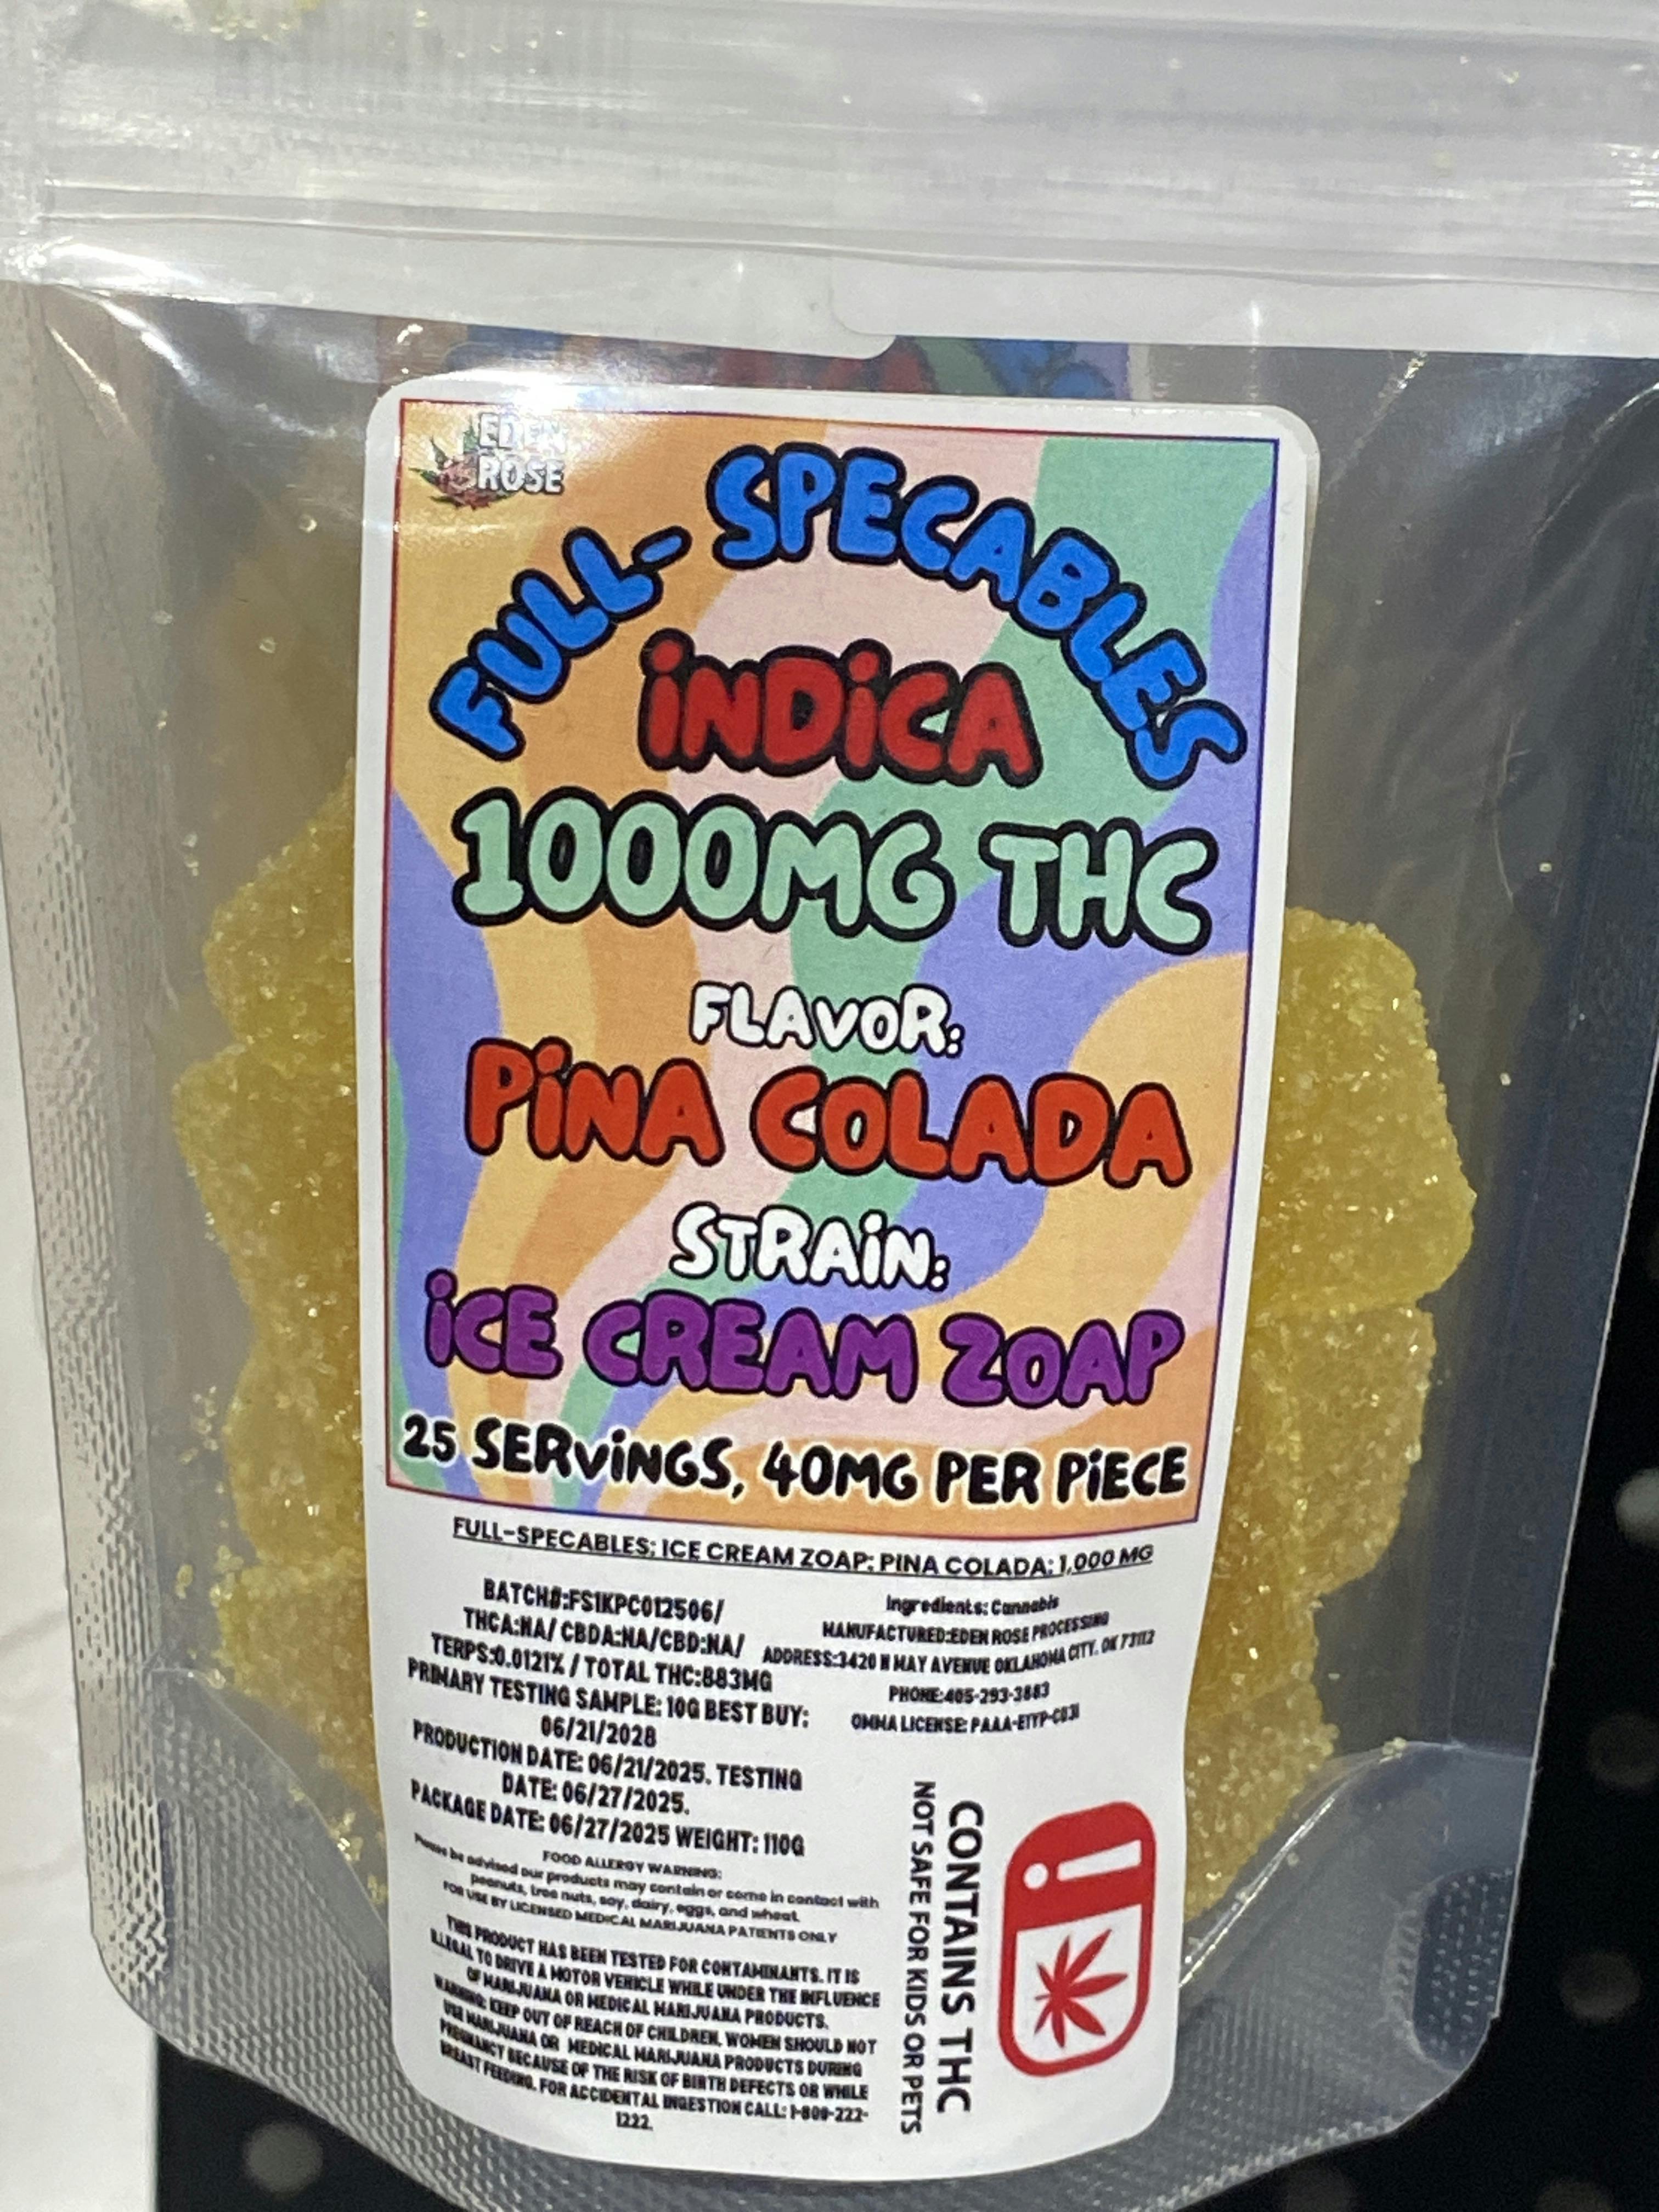 EDEN
ROSE
FULL- SPECABLES
INDICA
1000MG THC
FLAVOR:
PINA COLADA
STRAIN:
ICE CREAM ZOAP
25 SERVINGS, 40MG PER PIECE
FULL-SPECABLES; ICE CREAM ZOAP; PINA COLADA; 1,000 MG
BATCH#:FS1KPC012506/
THCA:NA/ CBDA:NA/CBD:NA/
TERPS:0.0121% / TOTAL THC:883MG
PRIMARY TESTING SAMPLE: 10G BEST BUY:
06/21/2028
PRODUCTION DATE: 06/21/2025. TESTING
DATE: 06/27/2025.
PACKAGE DATE: 06/27/2025 WEIGHT: 110G
Ingredients: Cannabis
MANUFACTURED:EDEN ROSE PROCESSING
ADDRESS:3420 N MAY AVENUE OKLAHOMA CITY. OK 73112
PHONE:405-293-3883
OMMA LICENSE: PAAA-
FOOD ALLERGY WARNING:
Please be advised our products may contain or come in contact with
peanuts, tree nuts, soy, dairy, eggs, and wheat.
FOR USE BY LICENSED MEDICAL MARIJUANA PATIENTS ONLY
THIS PRODUCT HAS BEEN TESTED FOR CONTAMINANTS. IT IS
ILLEGAL TO DRIVE A MOTOR VEHICLE WHILE UNDER THE INFLUENCE
OF MARIJUANA OR MEDICAL MARIJUANA PRODUCTS.
WARNING: KEEP OUT OF REACH OF CHILDREN. WOMEN SHOULD NOT
USE MARIJUANA OR MEDICAL MARIJUANA PRODUCTS DURING
PREGNANCY BECAUSE OF THE RISK OF BIRTH DEFECTS OR WHILE
BREAST FEEDING. FOR ACCIDENTAL INGESTION CALL: 1-800-222-
1222.
CONTAINS THC
NOT SAFE FOR KIDS OR PETS